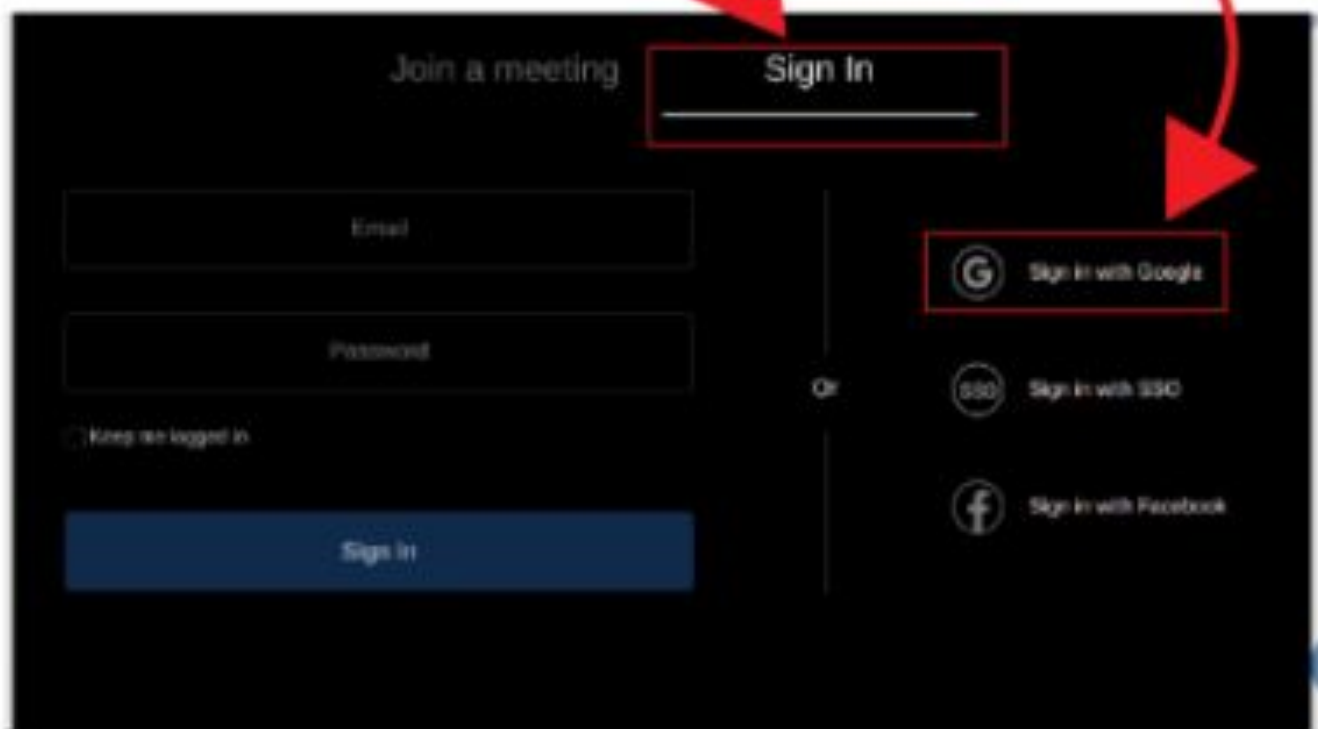 Join a meeting
Sign In
Email
Password
Keep me logged in
Sign In
Or
G
Sign in with Google
SSO
Sign in with SSO
f
Sign in with Facebook